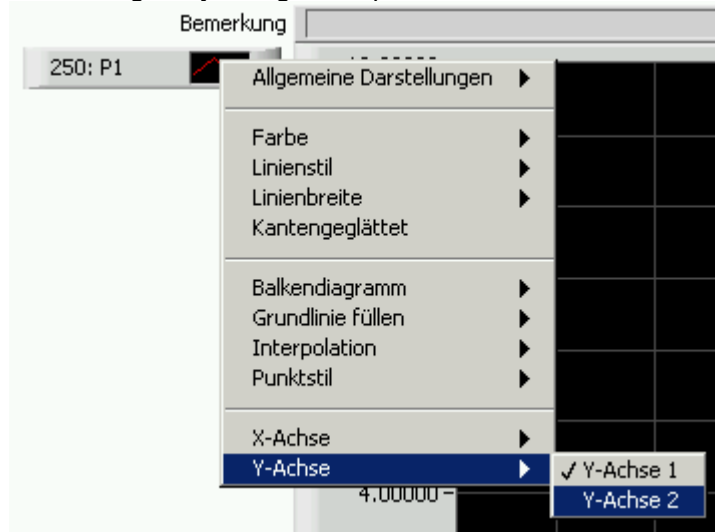 Bemerkung
250: P1
Allgemeine Darstellungen
Farbe
Linienstil
Linienbreite
Kantengeglättet
Balkendiagramm
Grundlinie füllen
Interpolation
Punktstil
X-Achse
Y-Achse
✓ Y-Achse 1
Y-Achse 2
4.00000